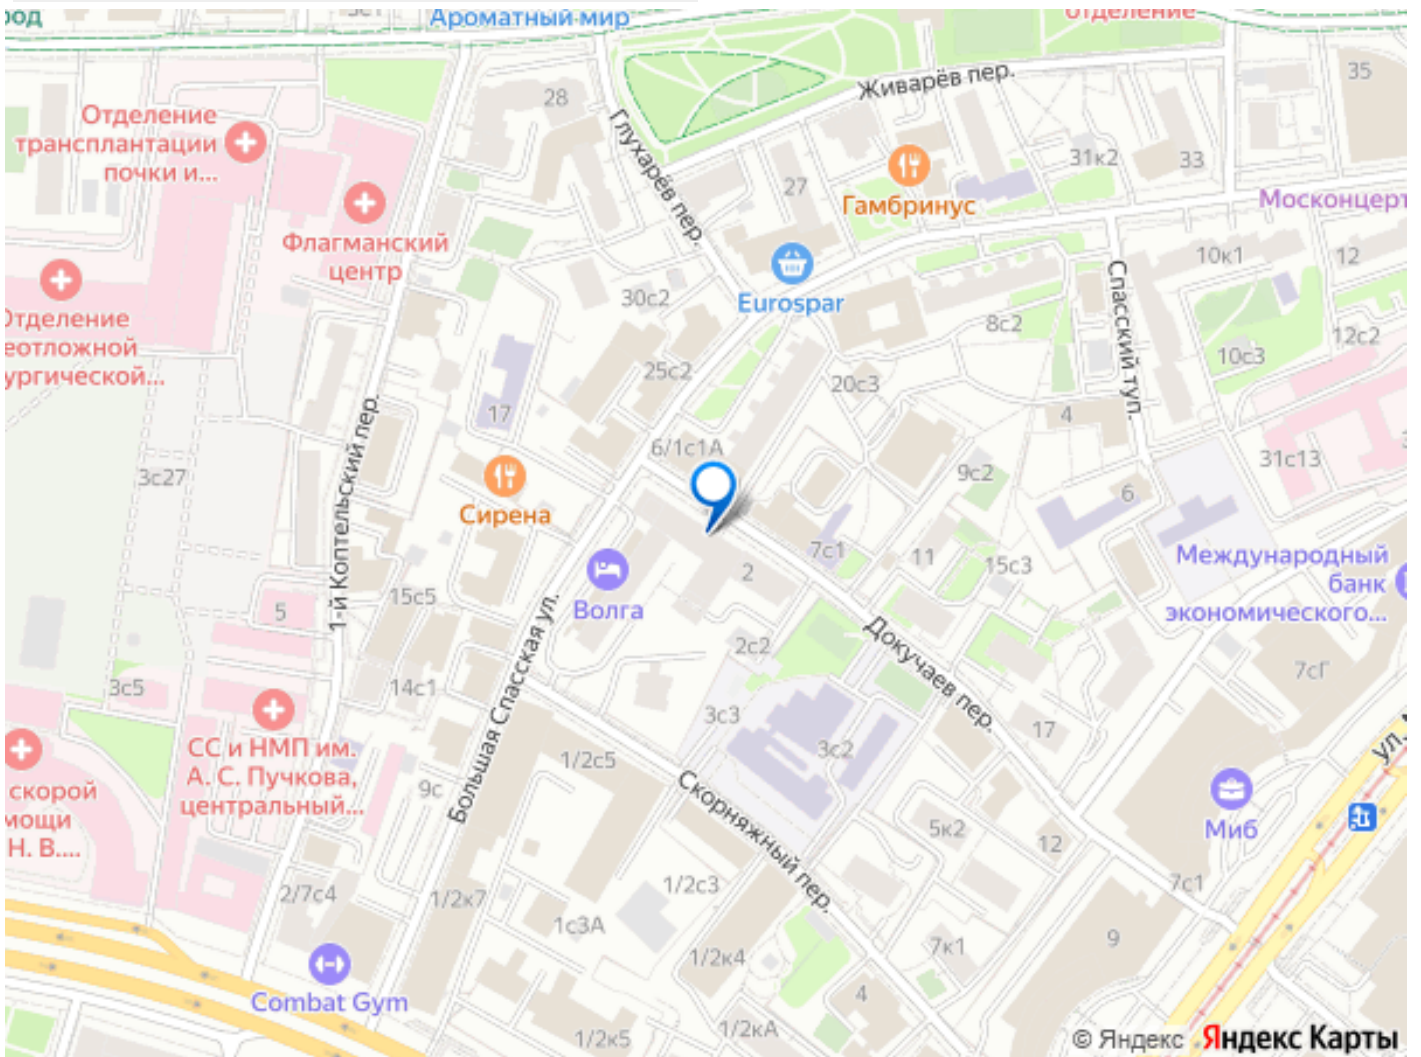 Ароматный мир
отделение
Живарёв пер.
35
28
Отделение
трансплантации
почки и...
Глухарёв пер.
31к2
33
Гамбринус
27
Москонцерт
Флагманский
центр
10к1
12
Eurospar
30с2
Спасский туп.
Отделение
8с2
12с2
10с3
25с2
20с3
17
4
1-й Коптельский пер.
6/1с1А
31с13
3с27
9с2
Сирена
6
7с1
11
15с3
Международный
банк
экономического...
2
Волга
15с5
5
Большая Спасская ул.
Докучаев пер.
2с2
7сГ
3с5
14с1
3с3
17
3с2
СС и НМП им.
А. С. Пучкова,
центральный...
1/2с5
9с
Скорняжный пер.
скорой
Н. В....
ул.
Миб
5к2
12
1/2с3
7с1
2/7с4
1/2к7
1с3А
7к1
9
1/2к4
Combat Gym
4
1/2к5
1/2кА
© Яндекс Яндекс Карты